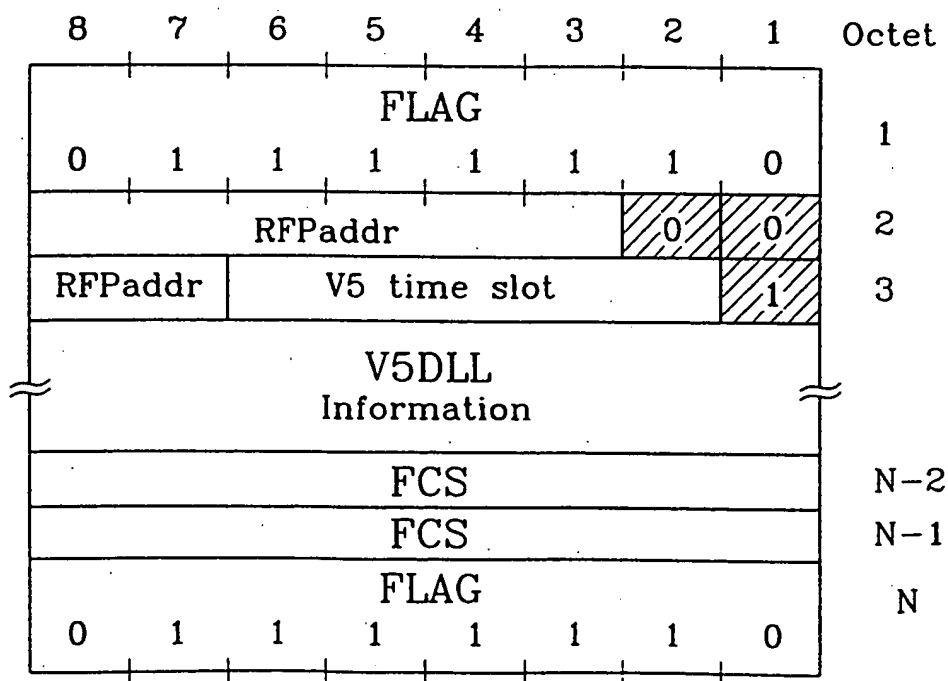 8 7 6 5 4 3 2 1 Octet
FLAG
1
0 1 1 1 1 1 1 0
RFPaddr 0 0 2
RFPaddr V5 time slot 1 3
V5DLL
Information
FCS N-2
FCS N-1
FLAG
N
0 1 1 1 1 1 1 0